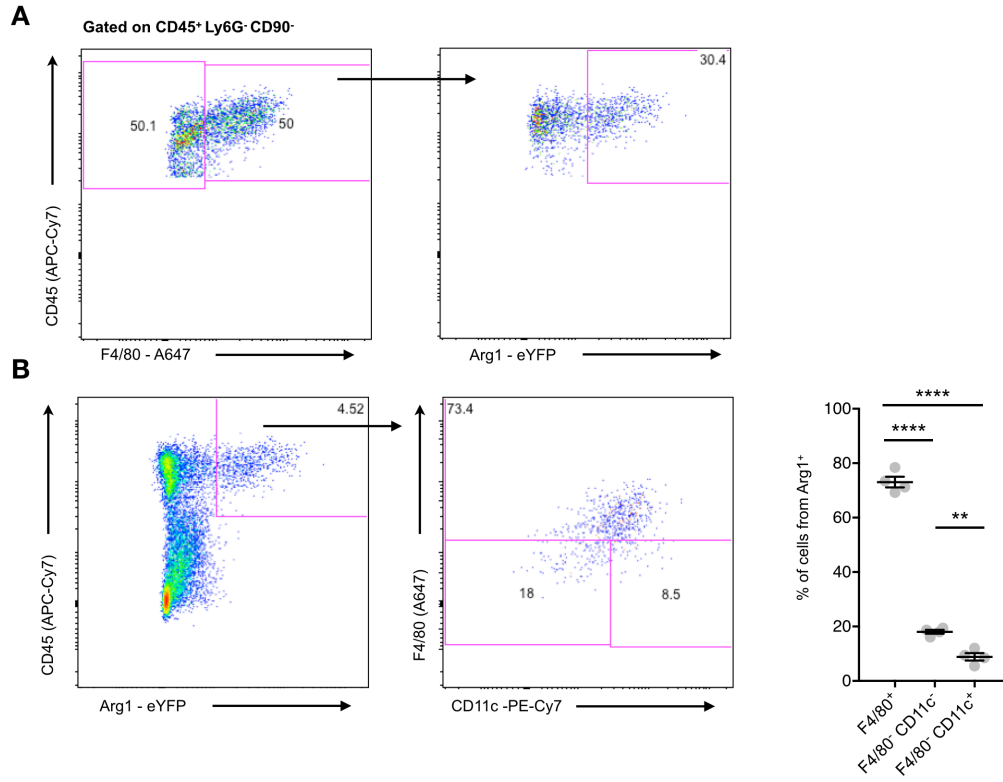 A
Gated on CD45⁺ Ly6G⁻ CD90⁻
50.1
50
30.4
CD45 (APC-Cy7)
F4/80 - A647
Arg1 - eYFP
B
4.52
73.4
18
8.5
CD45 (APC-Cy7)
F4/80 (A647)
Arg1 - eYFP
CD11c -PE-Cy7
% of cells from Arg1⁺
100
80
60
40
20
0
****
****
**
F4/80⁺
F4/80⁻ CD11c⁻
F4/80⁻ CD11c⁺